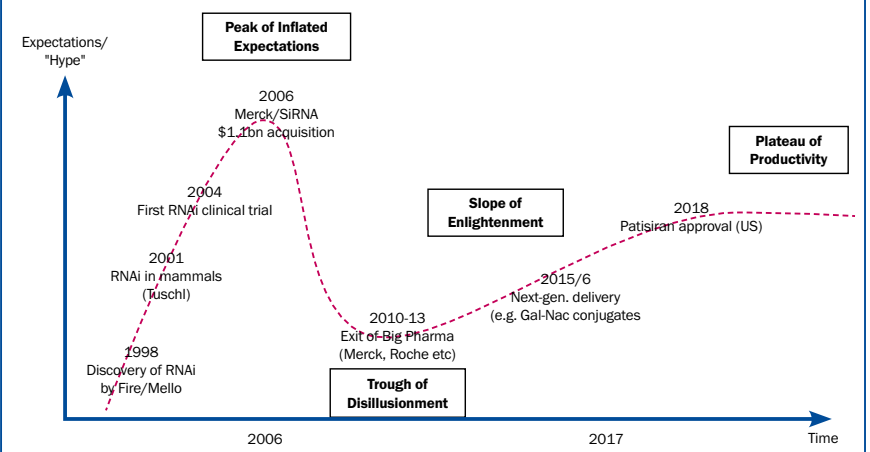 Peak of Inflated
Expectations
Expectations/
"Hype"
2006
Merck/SiRNA
$1.1bn acquisition
Plateau of
Productivity
2004
First RNAi clinical trial
Slope of
Enlightenment
2018
Patisiran approval (US)
2001
RNAi in mammals
(Tuschl)
2015/6
Next-gen. delivery
(e.g. Gal-Nac conjugates
2010-13
Exit of Big Pharma
(Merck, Roche etc)
1998
Discovery of RNAi
by Fire/Mello
Trough of
Disillusionment
2006
2017
Time